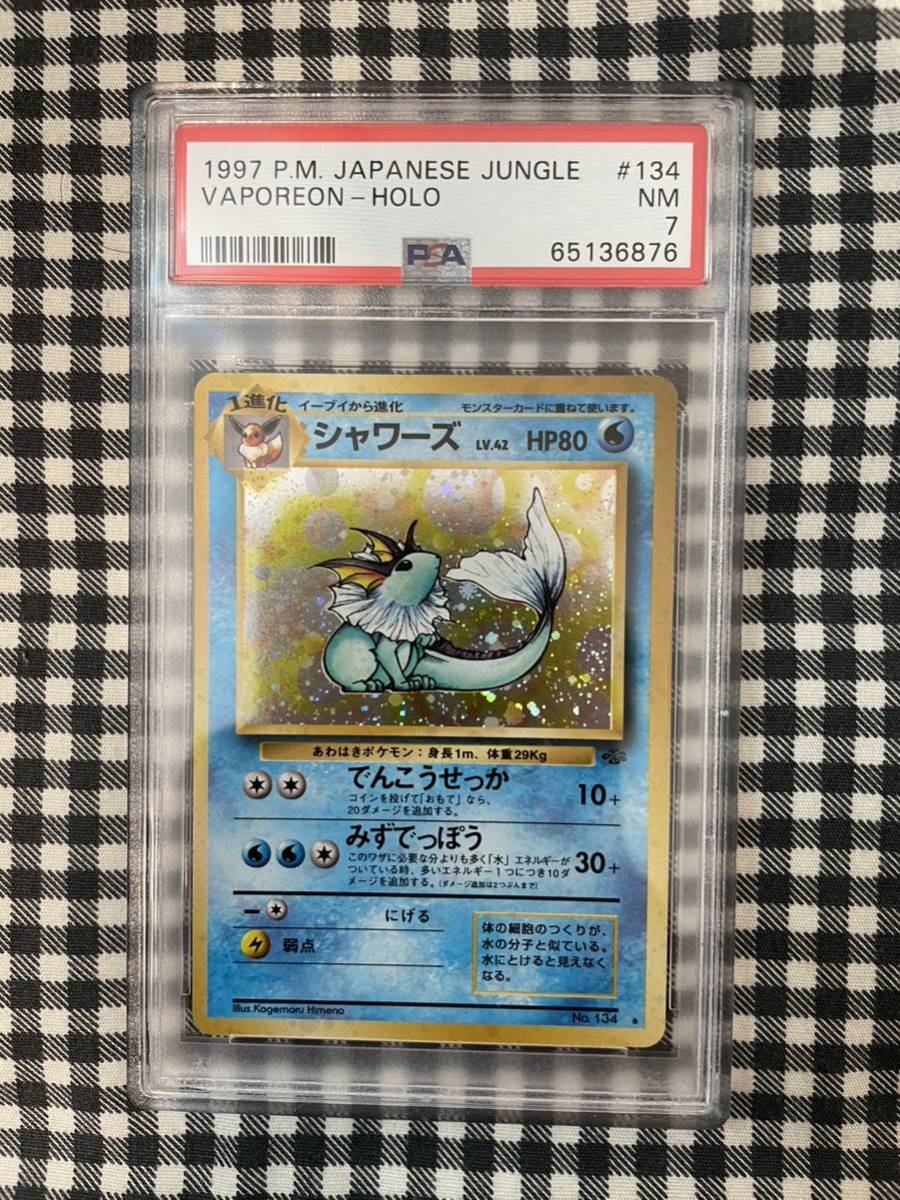 1997 P.M. JAPANESE JUNGLE #134
VAPOREON - HOLO NM
7
PSA 65136876
1進化 イーブイから進化 モンスターカードに重ねて使います。
シャワーズ LV.42 HP80
あわはきポケモン：身長1m、体重29Kg
でんこうせっか 10+
コインを投げて「おもて」なら、
20ダメージを追加する。
みずでっぽう 30+
このワザに必要な分よりも多く「水」エネルギーが
ついている時、多いエネルギー1つにつき10ダ
メージを追加する。(ダメージ追加は2つぶんまで)
にげる
弱点
体の細胞のつくりが、
水の分子と似ている。
水にとけると見えなく
なる。
Illus.Kagemaru Himeno
No. 134